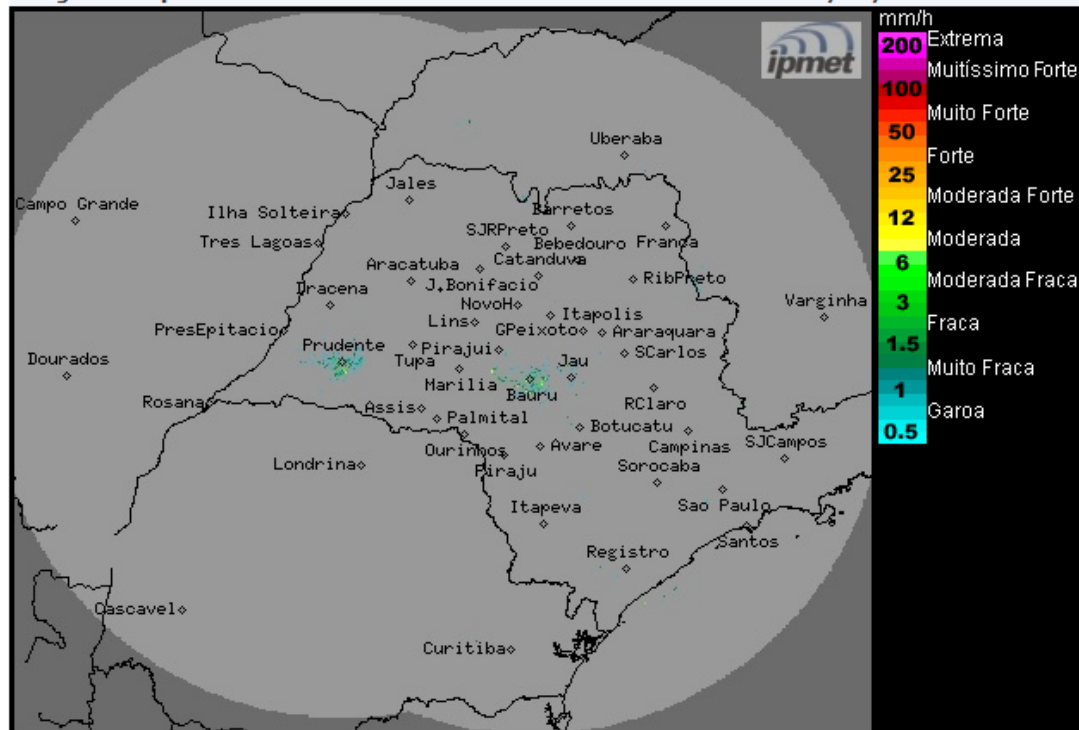 mm/h
200 Extrema
Muitíssimo Forte
100
Muito Forte
50
Forte
25
Moderada Forte
12
Moderada
6
Moderada Fraca
3
Fraca
1.5
Muito Fraca
1
Garoa
0.5
ipmet
Uberaba
Jales
Campo Grande
Ilha Solteira
Barretos
SJRPreto
Tres Lagoas
Bebedouro
Franca
Catanduva
Aracatuba
J.Bonifacio
RibPreto
Dracena
NovoH
Varginha
Itapolis
Lins
PresEpitacio
GPeixoto
Araraquara
Prudente
Pirajui
SCarlos
Dourados
Tupa
Jau
Marilia
Bauru
Rosana
Assis
RClaro
Palmital
Botucatu
SJCampos
Ourinhos
Avare
Campinas
Londrina
Piraju
Sorocaba
Itapeva
Sao Paulo
Santos
Registro
Cascavel
Curitiba